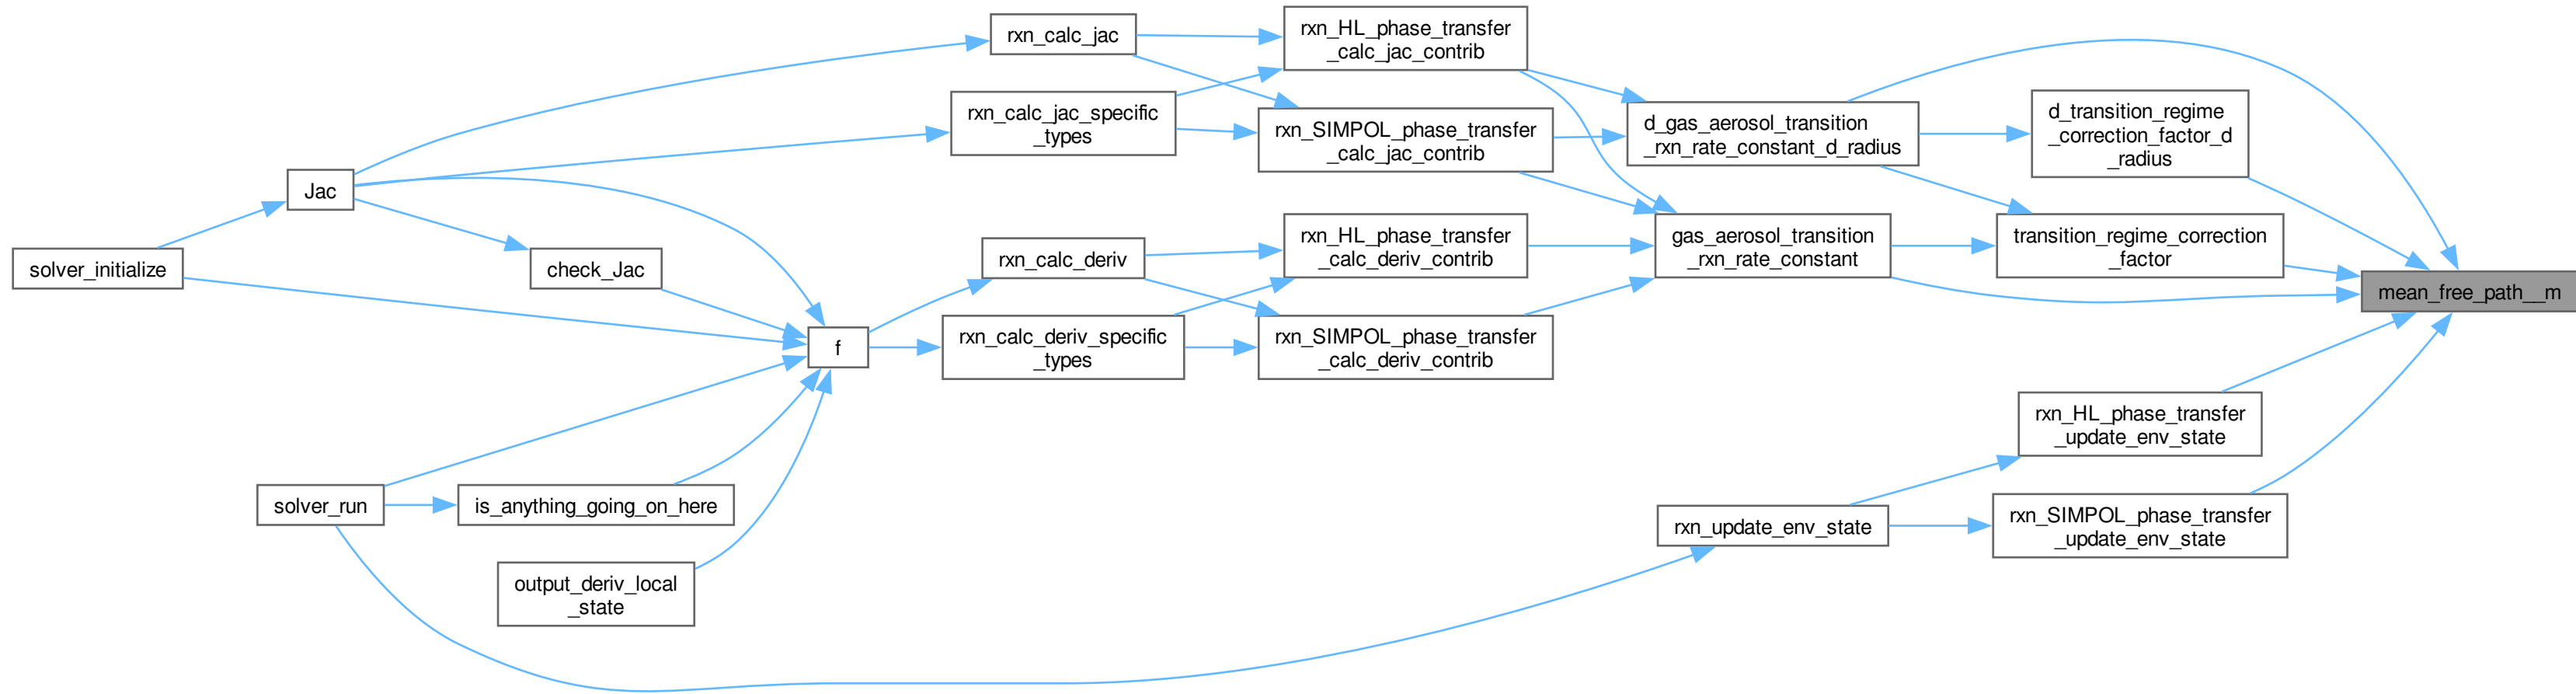 solver_initialize
Jac
solver_run
check_Jac
is_anything_going_on_here
output_deriv_local
_state
f
rxn_calc_jac
rxn_calc_jac_specific
_types
rxn_calc_deriv
rxn_calc_deriv_specific
_types
rxn_HL_phase_transfer
_calc_jac_contrib
rxn_SIMPOL_phase_transfer
_calc_jac_contrib
rxn_HL_phase_transfer
_calc_deriv_contrib
rxn_SIMPOL_phase_transfer
_calc_deriv_contrib
d_gas_aerosol_transition
_rxn_rate_constant_d_radius
gas_aerosol_transition
_rxn_rate_constant
rxn_update_env_state
d_transition_regime
_correction_factor_d
_radius
transition_regime_correction
_factor
rxn_HL_phase_transfer
_update_env_state
rxn_SIMPOL_phase_transfer
_update_env_state
mean_free_path__m